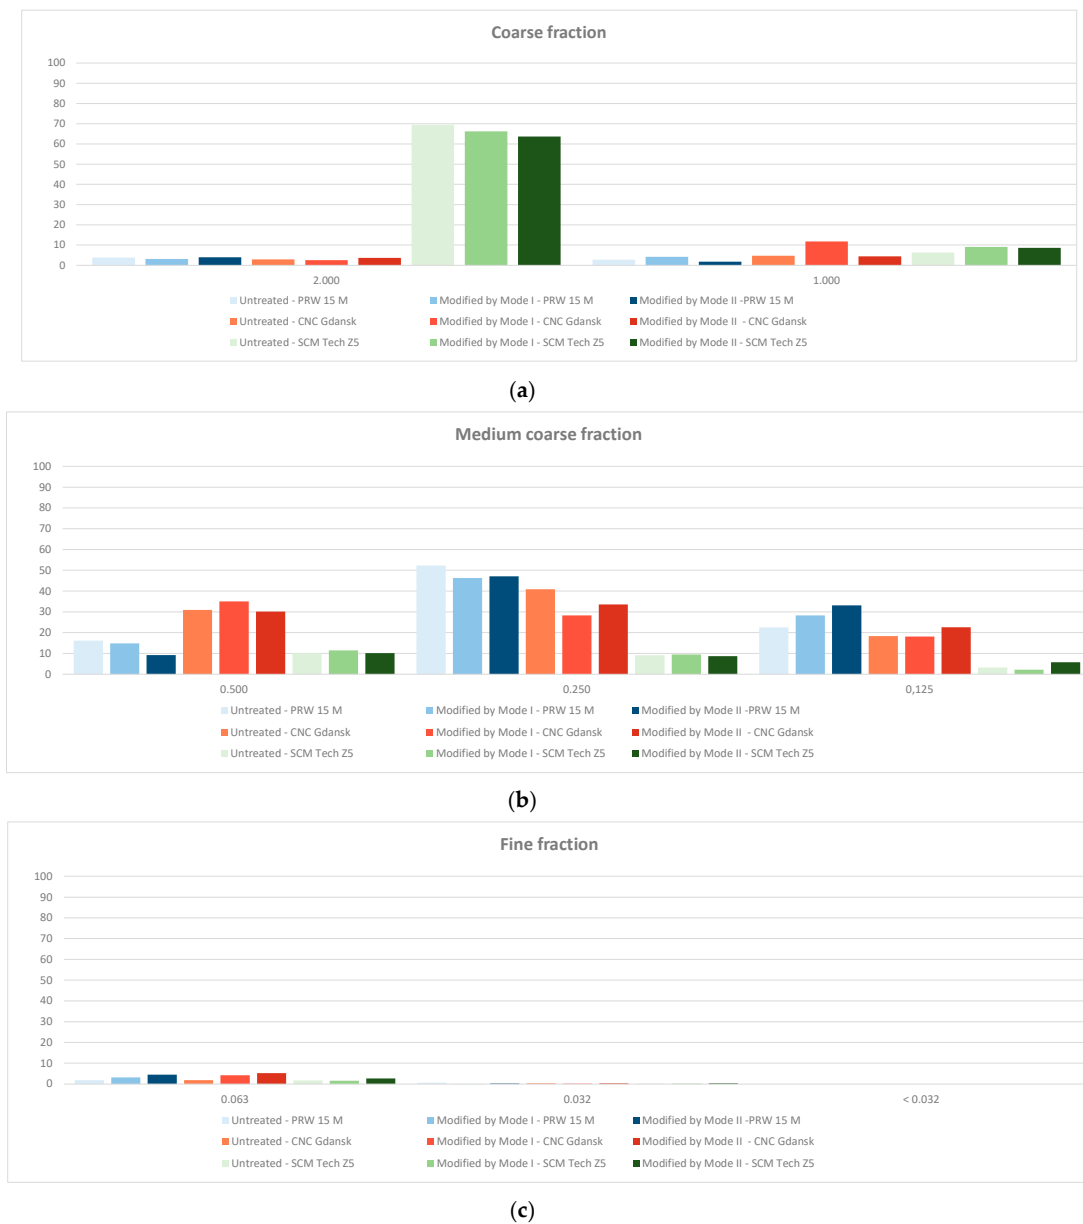 Coarse fraction
100
90
80
70
60
50
40
30
20
10
0
2.000 1.000
Untreated - PRW 15 M Modified by Mode I - PRW 15 M Modified by Mode II -PRW 15 M
Untreated - CNC Gdansk Modified by Mode I - CNC Gdansk Modified by Mode II - CNC Gdansk
Untreated - SCM Tech Z5 Modified by Mode I - SCM Tech Z5 Modified by Mode II - SCM Tech Z5
(a)
Medium coarse fraction
100
90
80
70
60
50
40
30
20
10
0
0.500 0.250 0,125
Untreated - PRW 15 M Modified by Mode I - PRW 15 M Modified by Mode II -PRW 15 M
Untreated - CNC Gdansk Modified by Mode I - CNC Gdansk Modified by Mode II - CNC Gdansk
Untreated - SCM Tech Z5 Modified by Mode I - SCM Tech Z5 Modified by Mode II - SCM Tech Z5
(b)
Fine fraction
100
90
80
70
60
50
40
30
20
10
0
0.063 0.032 < 0.032
Untreated - PRW 15 M Modified by Mode I - PRW 15 M Modified by Mode II -PRW 15 M
Untreated - CNC Gdansk Modified by Mode I - CNC Gdansk Modified by Mode II - CNC Gdansk
Untreated - SCM Tech Z5 Modified by Mode I - SCM Tech Z5 Modified by Mode II - SCM Tech Z5
(c)